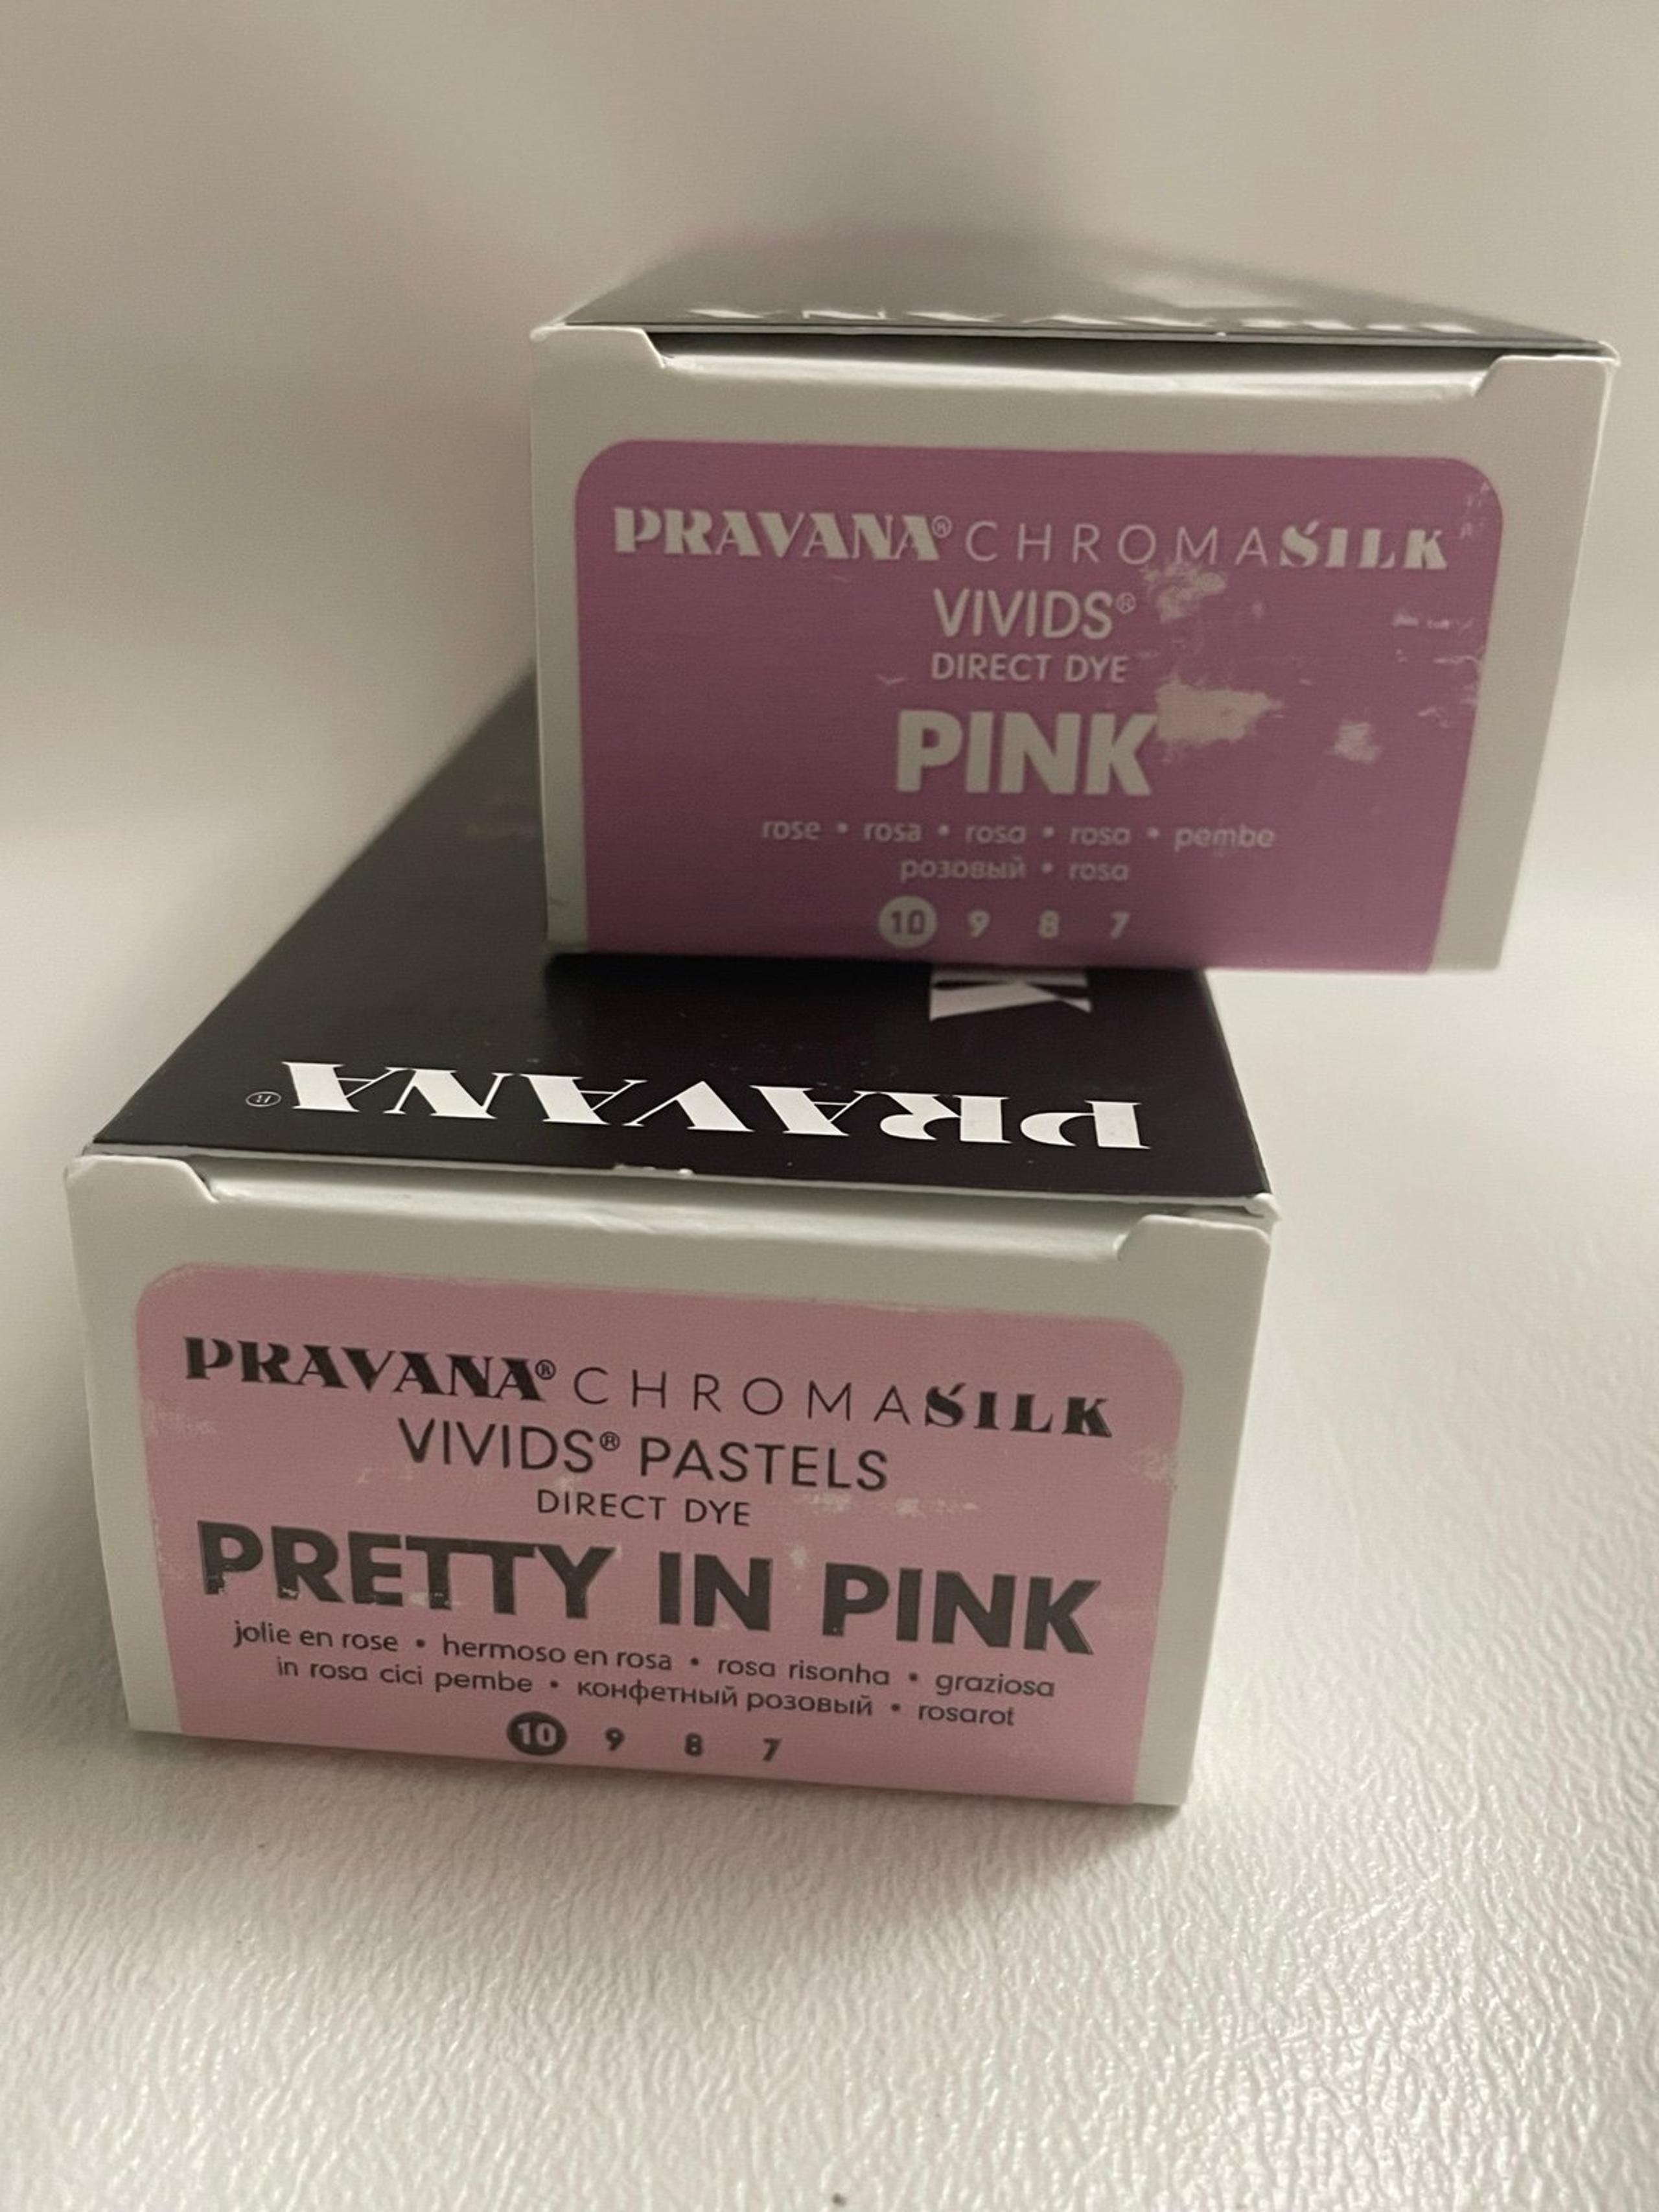 PRAVANA® CHROMASILK
VIVIDS®
DIRECT DYE
PINK
rose • rosa • rosa • rosa • pembe
розовый • rosa
10 9 8 7
K
PRAVANA®
PRAVANA® CHROMASILK
VIVIDS® PASTELS
DIRECT DYE
PRETTY IN PINK
jolie en rose • hermoso en rosa • rosa risonha • graziosa
in rosa cici pembe • конфетный розовый • rosarot
10 9 8 7